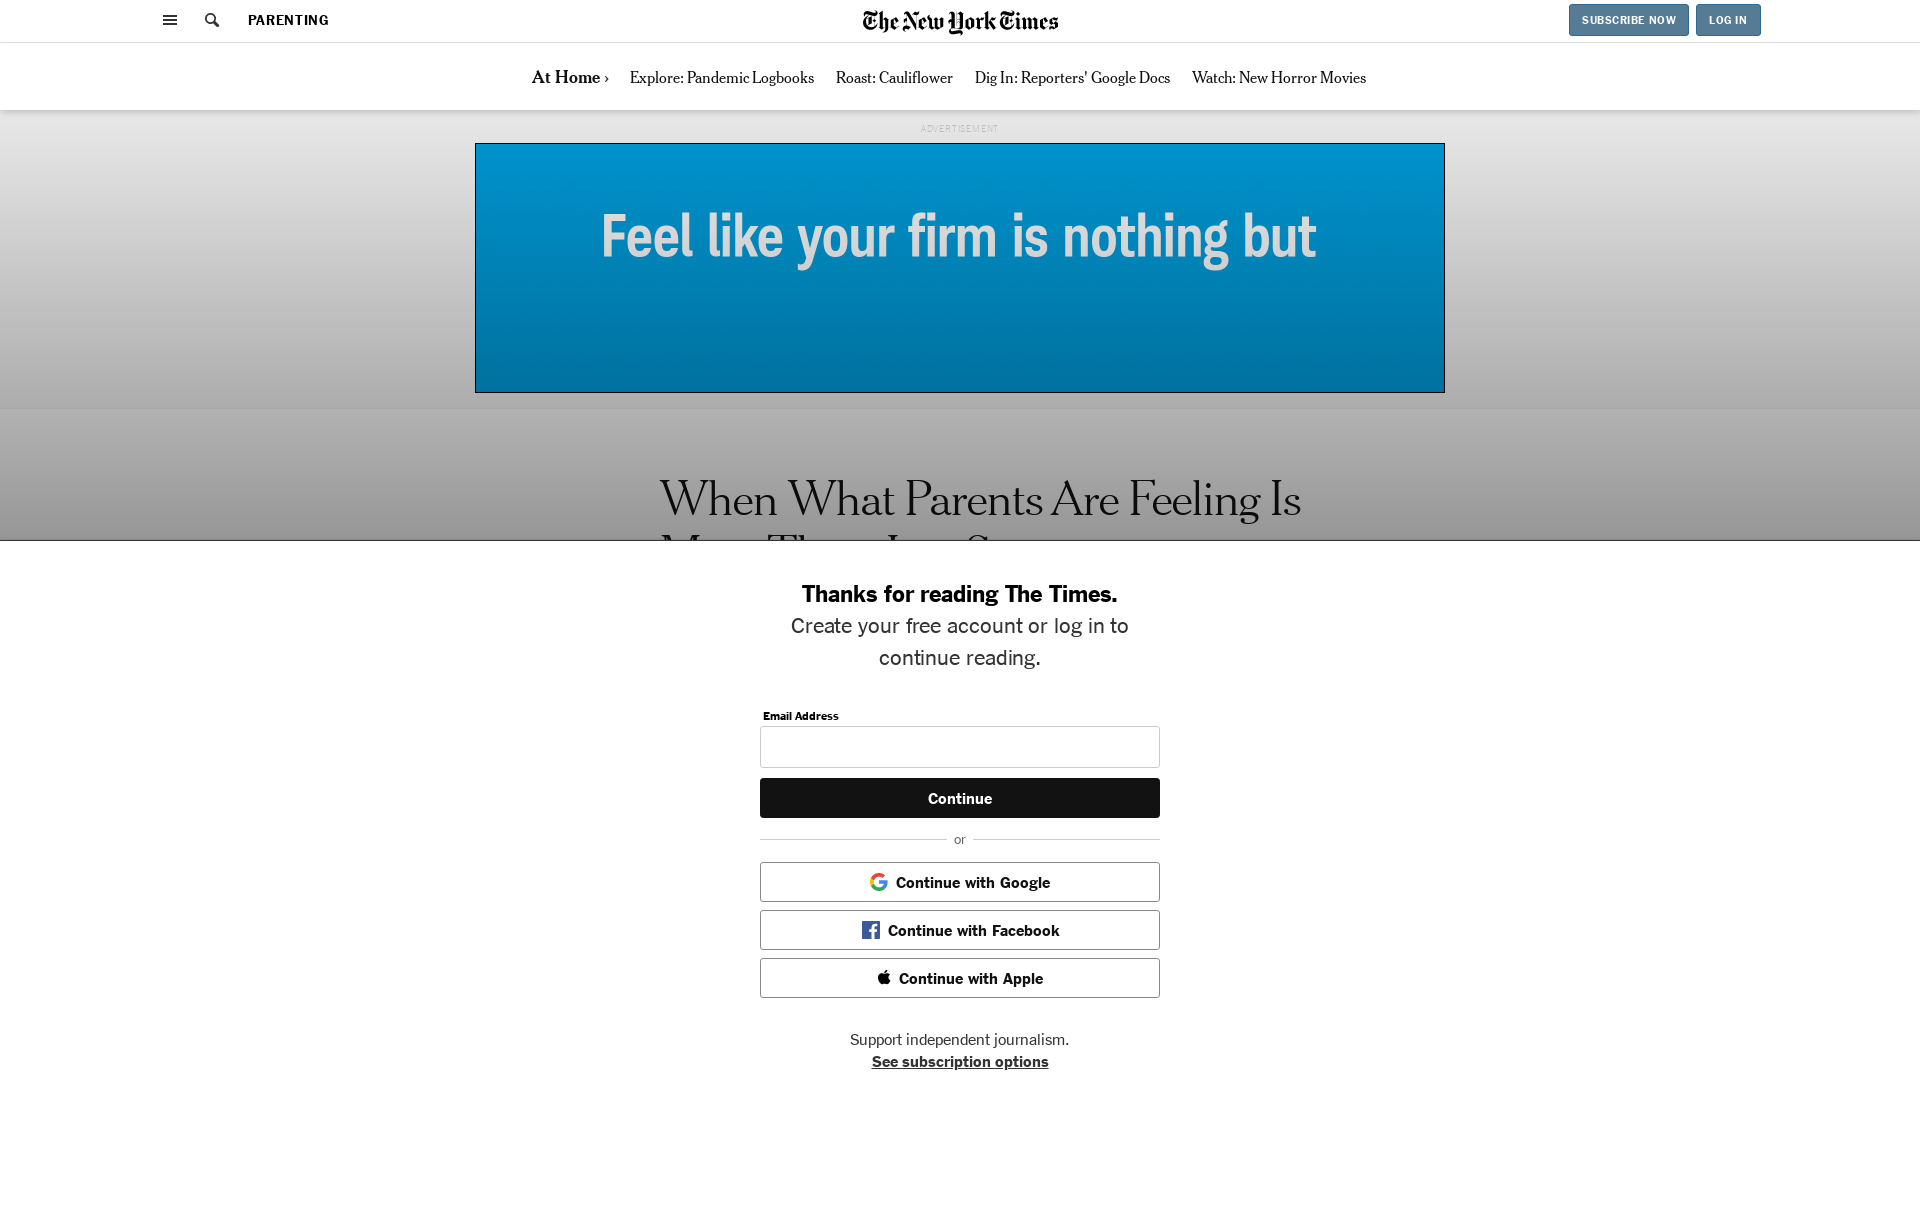 PARENTING
The New York Times
SUBSCRIBE NOW
LOG IN
At Home ›
Explore: Pandemic Logbooks
Roast: Cauliflower
Dig In: Reporters' Google Docs
Watch: New Horror Movies
ADVERTISEMENT
Feel like your firm is nothing but
When What Parents Are Feeling Is
Thanks for reading The Times.
Create your free account or log in to
continue reading.
Email Address
Continue
or
Continue with Google
Continue with Facebook
Continue with Apple
Support independent journalism.
See subscription options